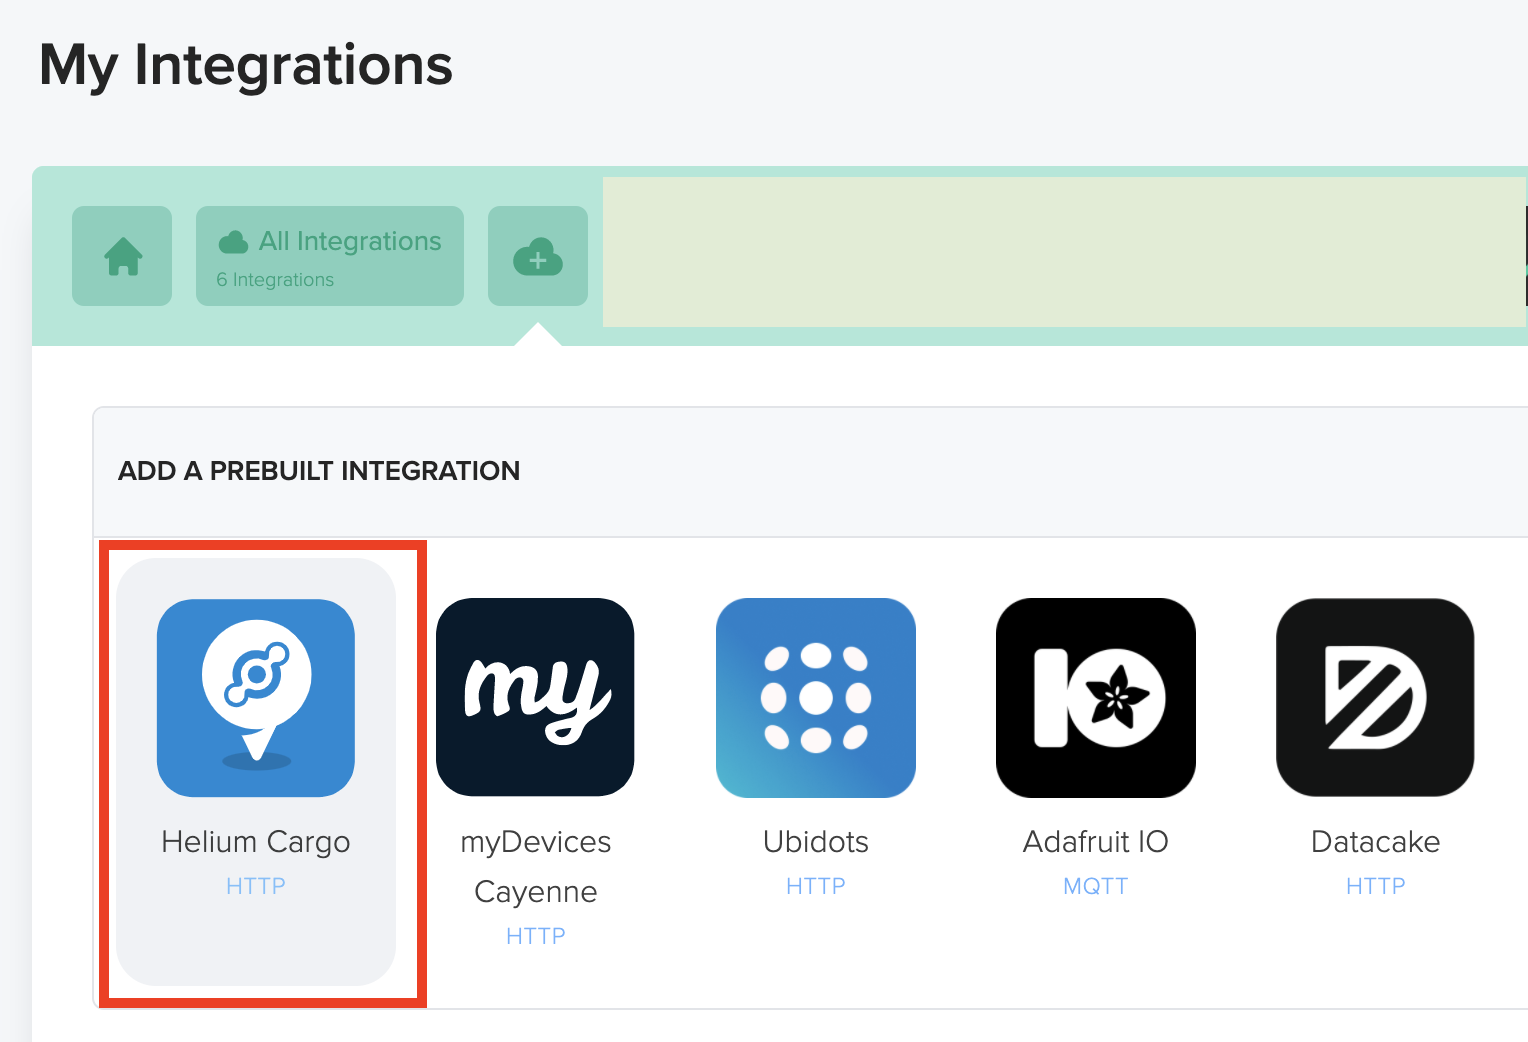 My Integrations
All Integrations
6 Integrations
ADD A PREBUILT INTEGRATION
my
Helium Cargo
HTTP
myDevices
Cayenne
HTTP
Ubidots
HTTP
Adafruit IO
MQTT
Datacake
HTTP